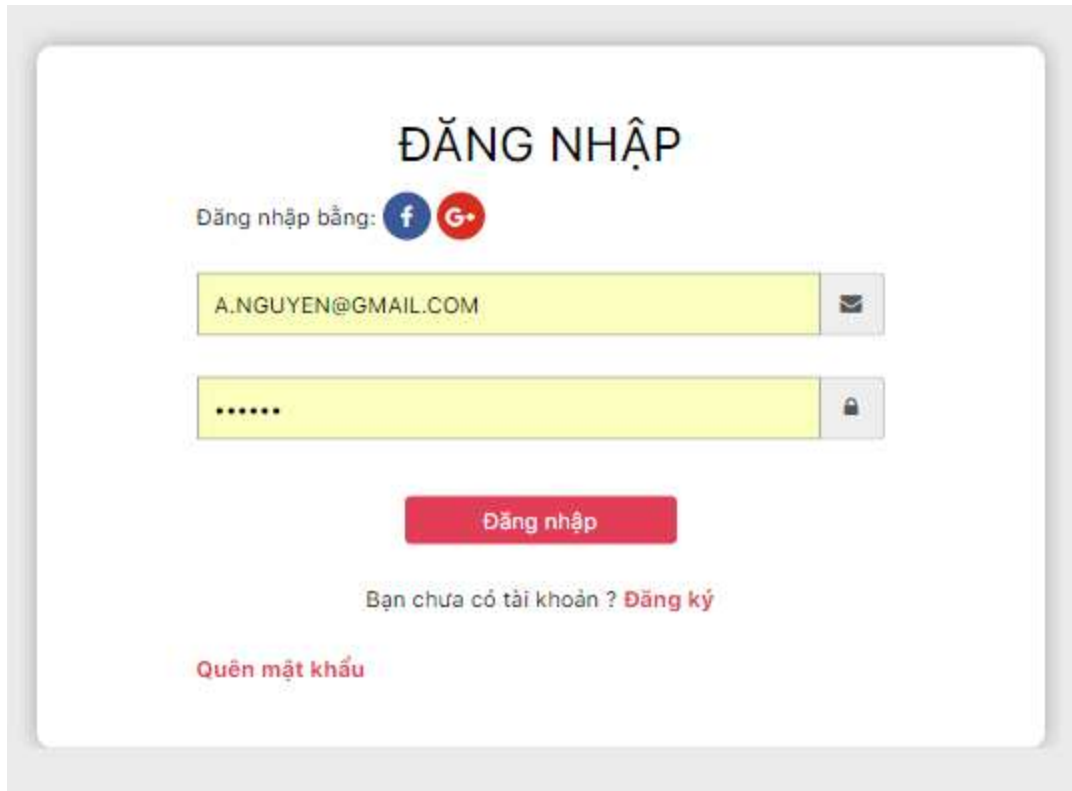 ĐĂNG NHẬP
Đăng nhập bằng: f G+
A.NGUYEN@GMAIL.COM
••••••
Đăng nhập
Bạn chưa có tài khoản ? Đăng ký
Quên mật khẩu